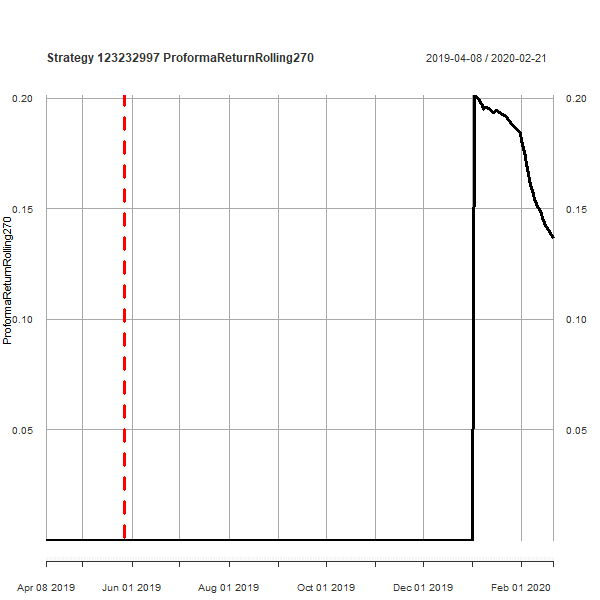 Strategy 123232997 ProformaReturnRolling270
2019-04-08 / 2020-02-21
ProformaReturnRolling270
0.20
0.15
0.10
0.05
0.20
0.15
0.10
0.05
Apr 08 2019
Jun 01 2019
Aug 01 2019
Oct 01 2019
Dec 01 2019
Feb 01 2020